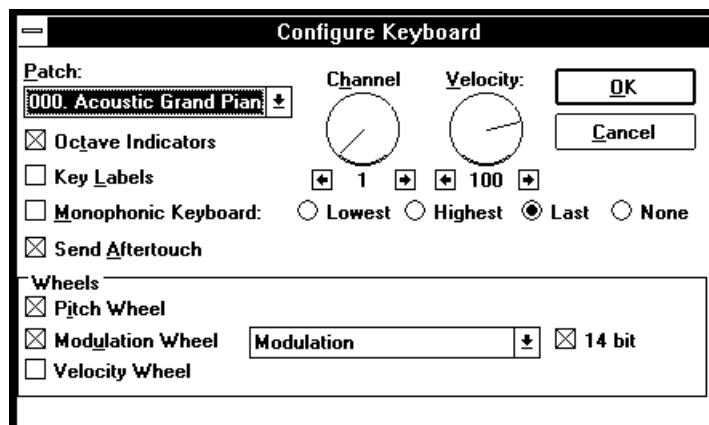 Configure Keyboard
Patch:
000. Acoustic Grand Pian
Channel
Velocity:
OK
Cancel
Octave Indicators
Key Labels
1
100
Monophonic Keyboard:
Lowest
Highest
Last
None
Send Aftertouch
Wheels
Pitch Wheel
Modulation Wheel
Modulation
14 bit
Velocity Wheel